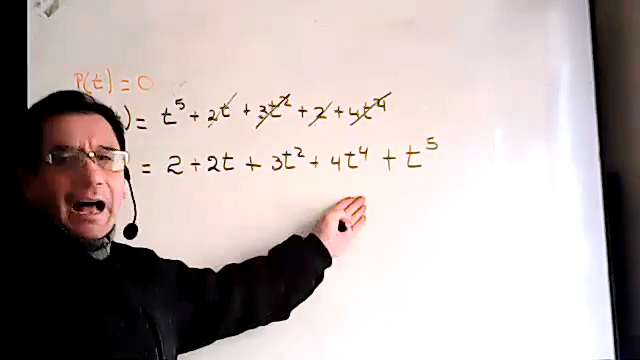 P(t) = 0
t) = t⁵ + 2t + 3t² + 2 + 4t⁴
= 2 + 2t + 3t² + 4t⁴ + t⁵